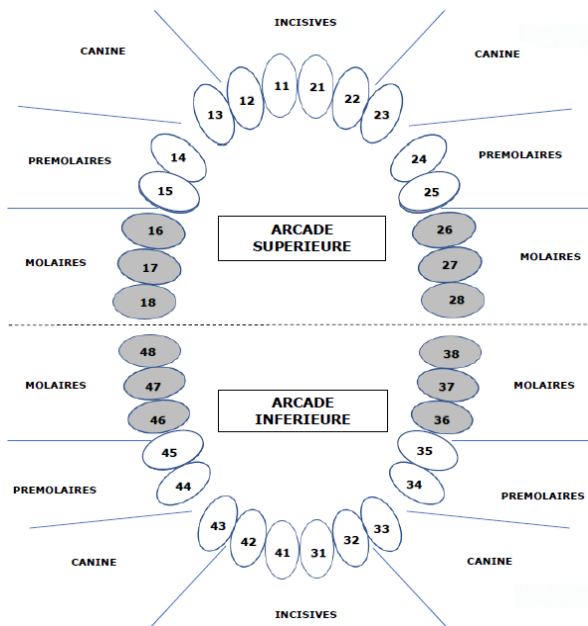 INCISIVES
CANINE
CANINE
11 21
12 22
13 23
14 24
PREMOLAIRES PREMOLAIRES
15 25
16 26
ARCADE
SUPERIEURE
MOLAIRES MOLAIRES
17 27
18 28
48 38
MOLAIRES MOLAIRES
47 37
ARCADE
INFERIEURE
46 36
45 35
44 34
PREMOLAIRES PREMOLAIRES
43 33
42 32
41 31
CANINE CANINE
INCISIVES